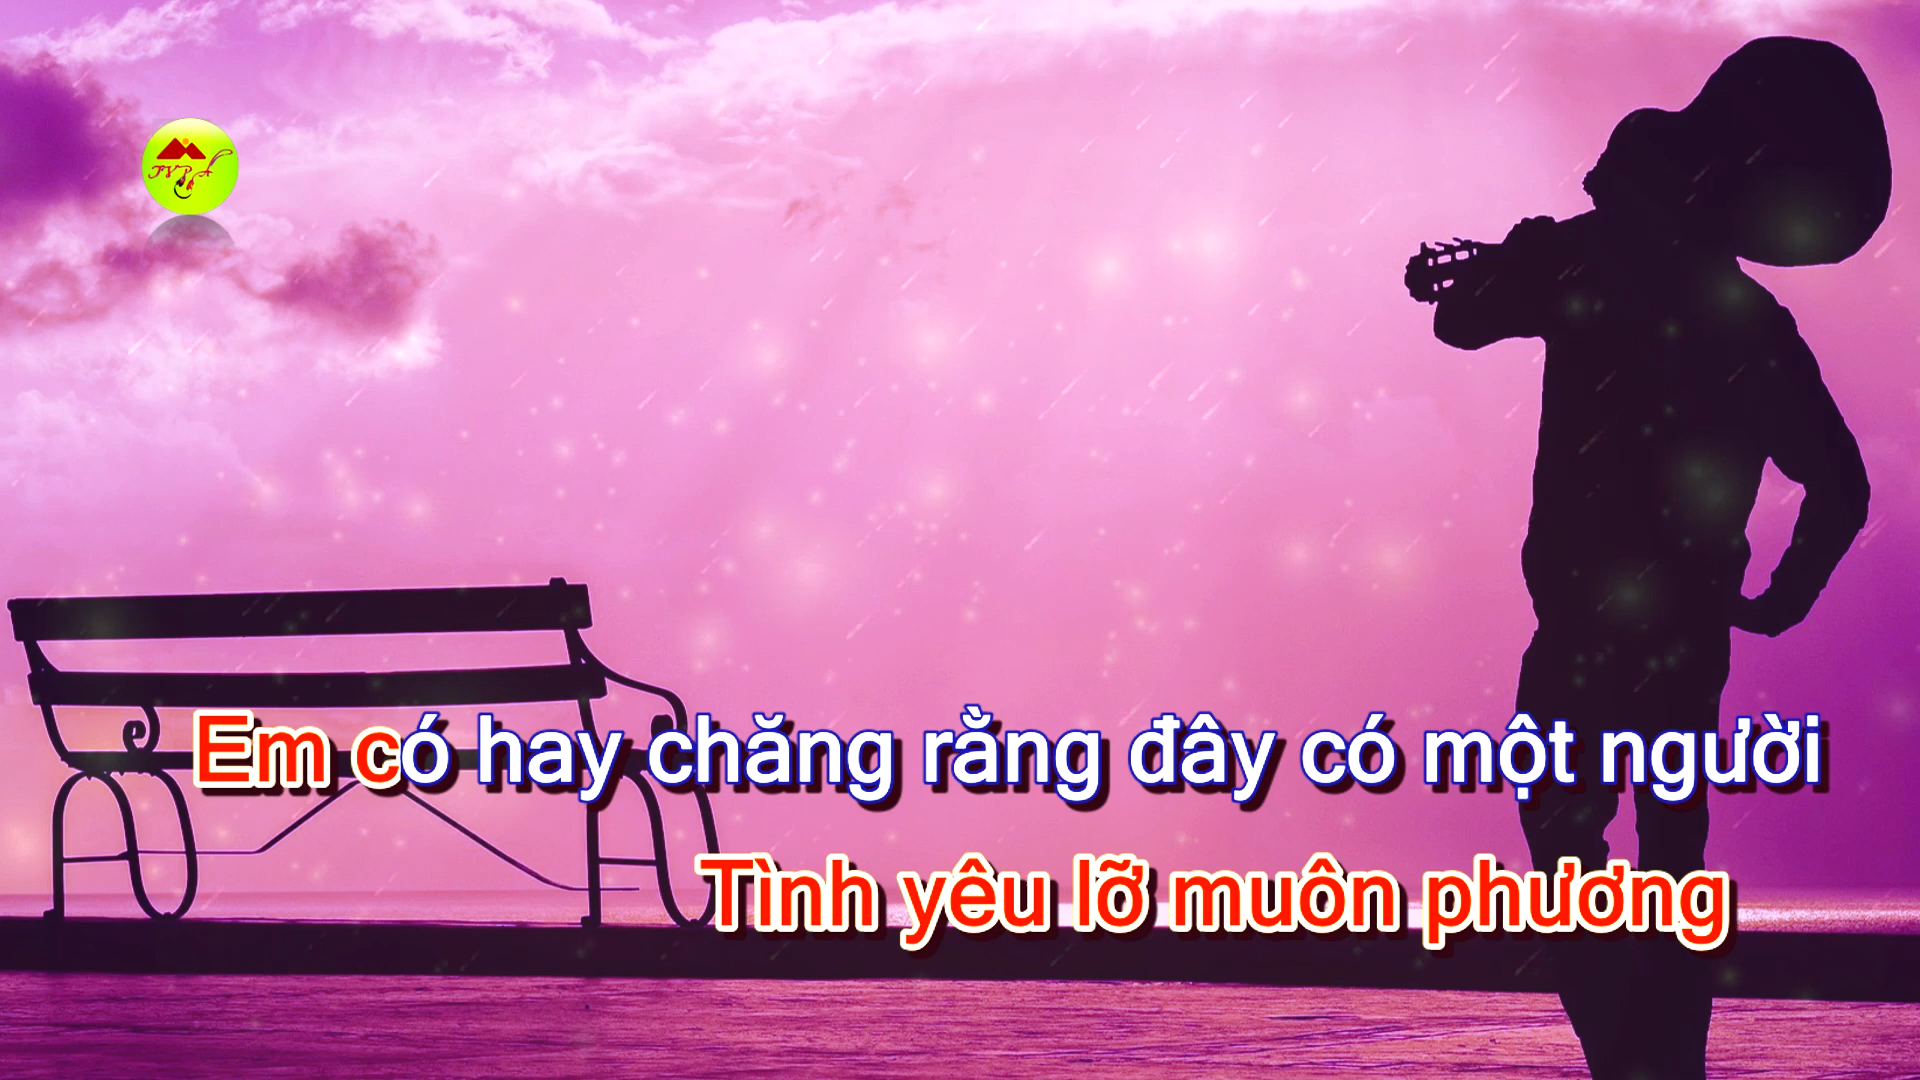 Em có hay chăng rằng đây có một người
Tình yêu lỡ muôn phương